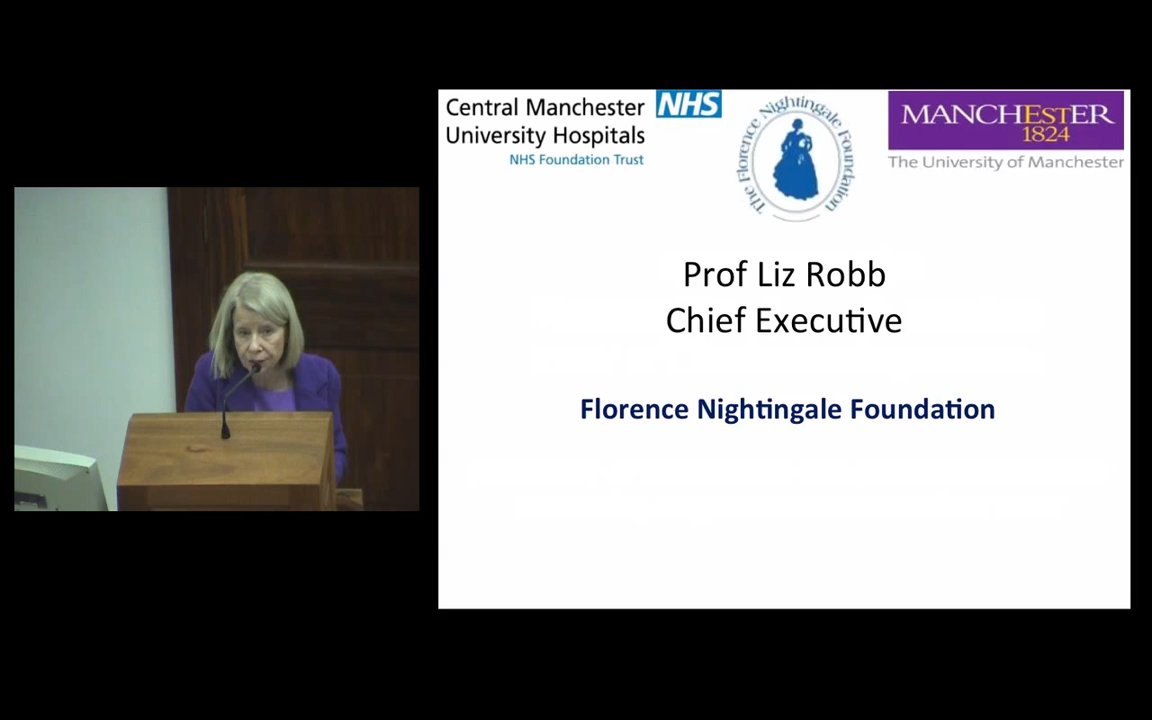 Central Manchester
University Hospitals
NHS Foundation Trust
NHS
The Florence Nightingale Foundation
MANCHESTER
1824
The University of Manchester
Prof Liz Robb
Chief Executive
Florence Nightingale Foundation